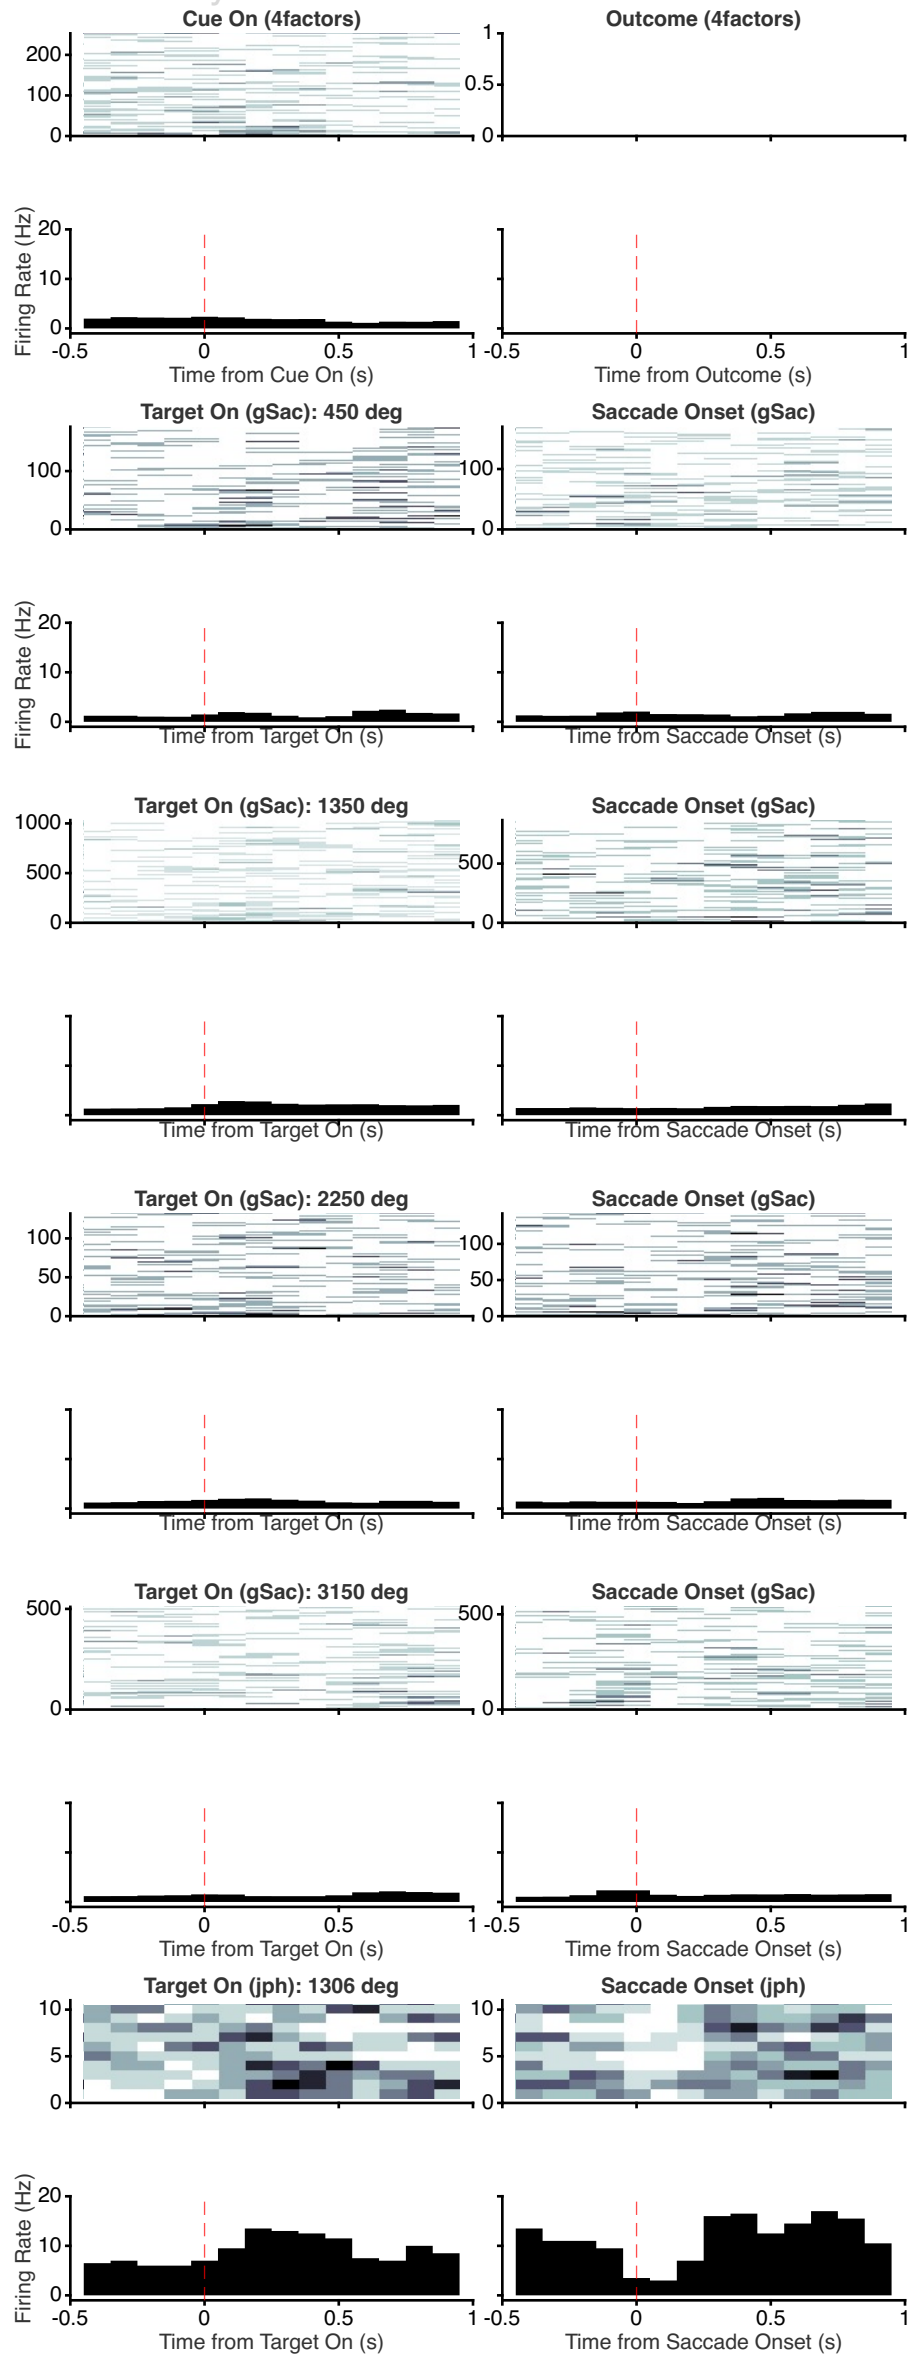 Cue On (4factors) Outcome (4factors)
200
100
0
1
0.5
0
Firing Rate (Hz)
20
10
0
-0.5 0 0.5 1 -0.5 0 0.5 1
Time from Cue On (s) Time from Outcome (s)
Target On (gSac): 450 deg Saccade Onset (gSac)
100
0
100
0
Firing Rate (Hz)
20
10
0
Time from Target On (s) Time from Saccade Onset (s)
Target On (gSac): 1350 deg Saccade Onset (gSac)
1000
500
0
500
0
Time from Target On (s) Time from Saccade Onset (s)
Target On (gSac): 2250 deg Saccade Onset (gSac)
100
50
0
100
50
0
Time from Target On (s) Time from Saccade Onset (s)
Target On (gSac): 3150 deg Saccade Onset (gSac)
500
0
500
0
-0.5 0 0.5 1 -0.5 0 0.5 1
Time from Target On (s) Time from Saccade Onset (s)
Target On (jph): 1306 deg Saccade Onset (jph)
10
5
0
10
5
0
Firing Rate (Hz)
20
10
0
-0.5 0 0.5 1 -0.5 0 0.5 1
Time from Target On (s) Time from Saccade Onset (s)